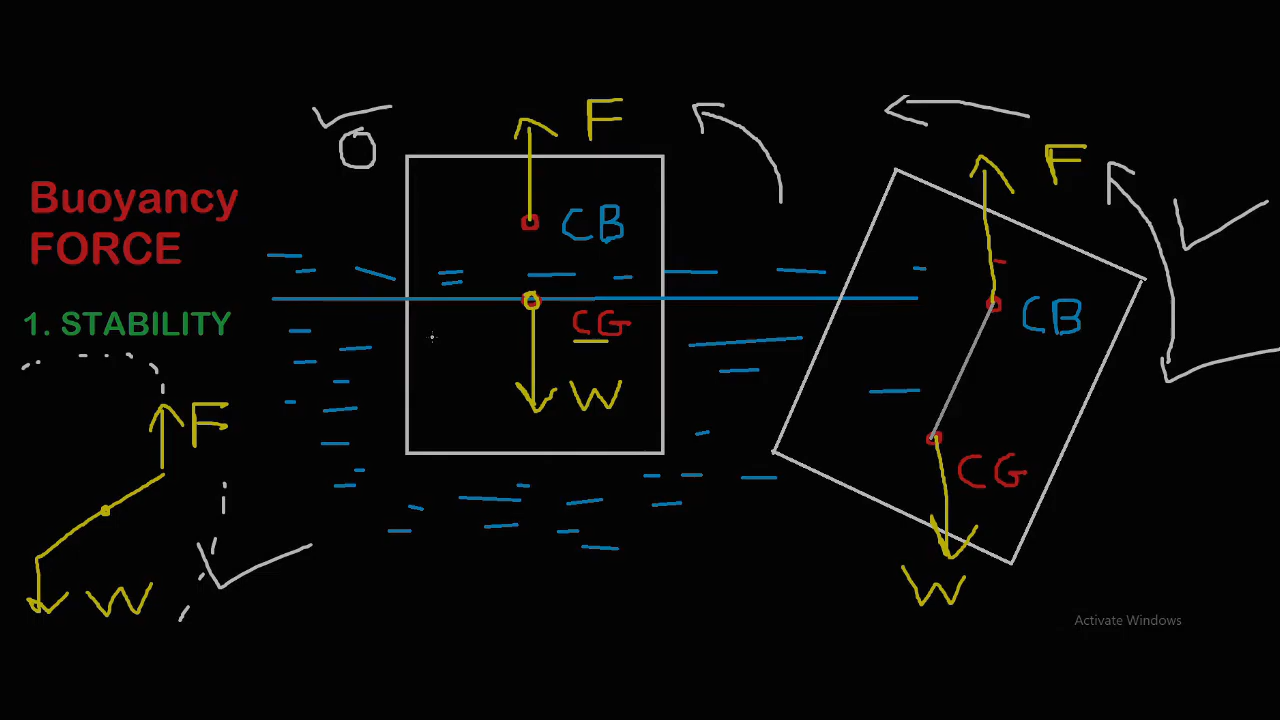 Buoyancy
FORCE
1. STABILITY
F
W
F
CB
CG
W
F
CB
CG
W
Activate Windows